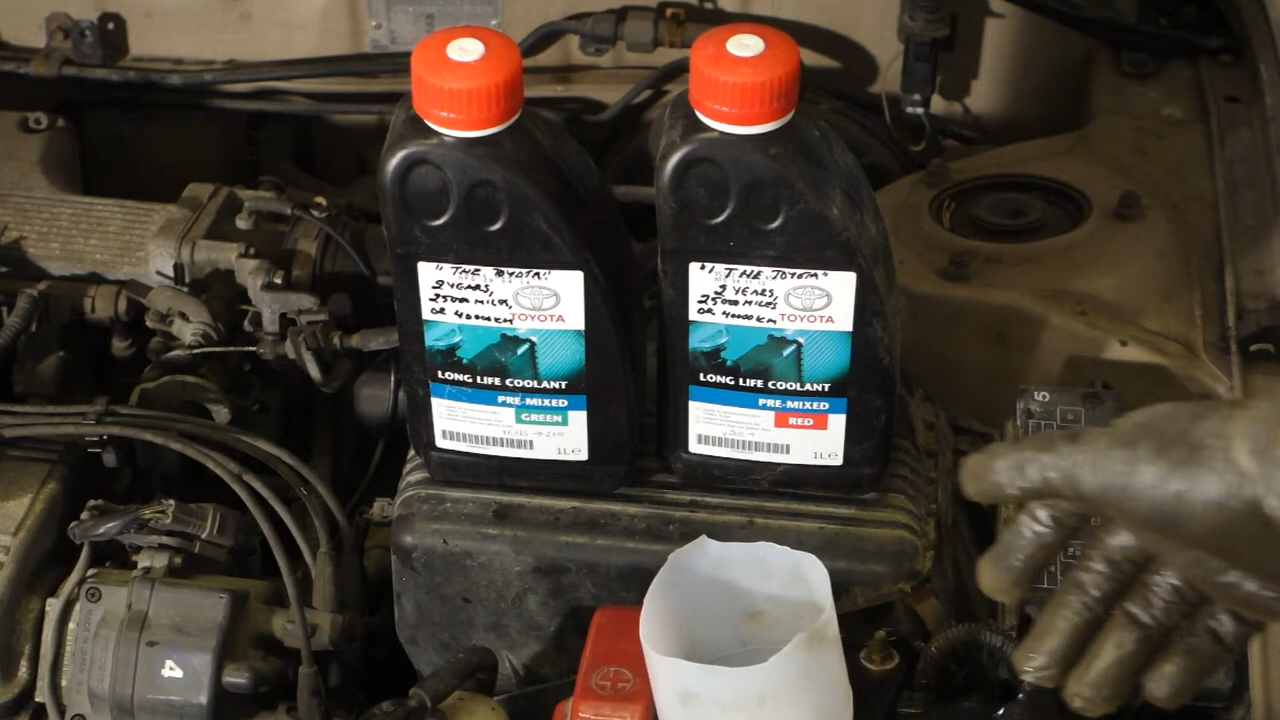 "THE TOYOTA"
2 YEARS,
25000 MILES,
OR 40000KM
TOYOTA
LONG LIFE COOLANT
PRE-MIXED
GREEN
1L℮
"THE TOYOTA"
2 YEARS,
25000 MILES
OR 40000KM
TOYOTA
LONG LIFE COOLANT
PRE-MIXED
RED
1L℮
5
4